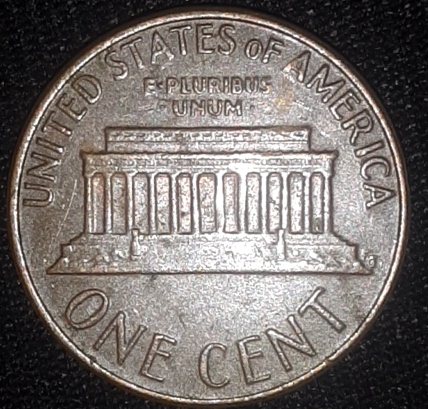 UNITED STATES OF AMERICA
E·PLURIBUS
·UNUM·
ONE CENT